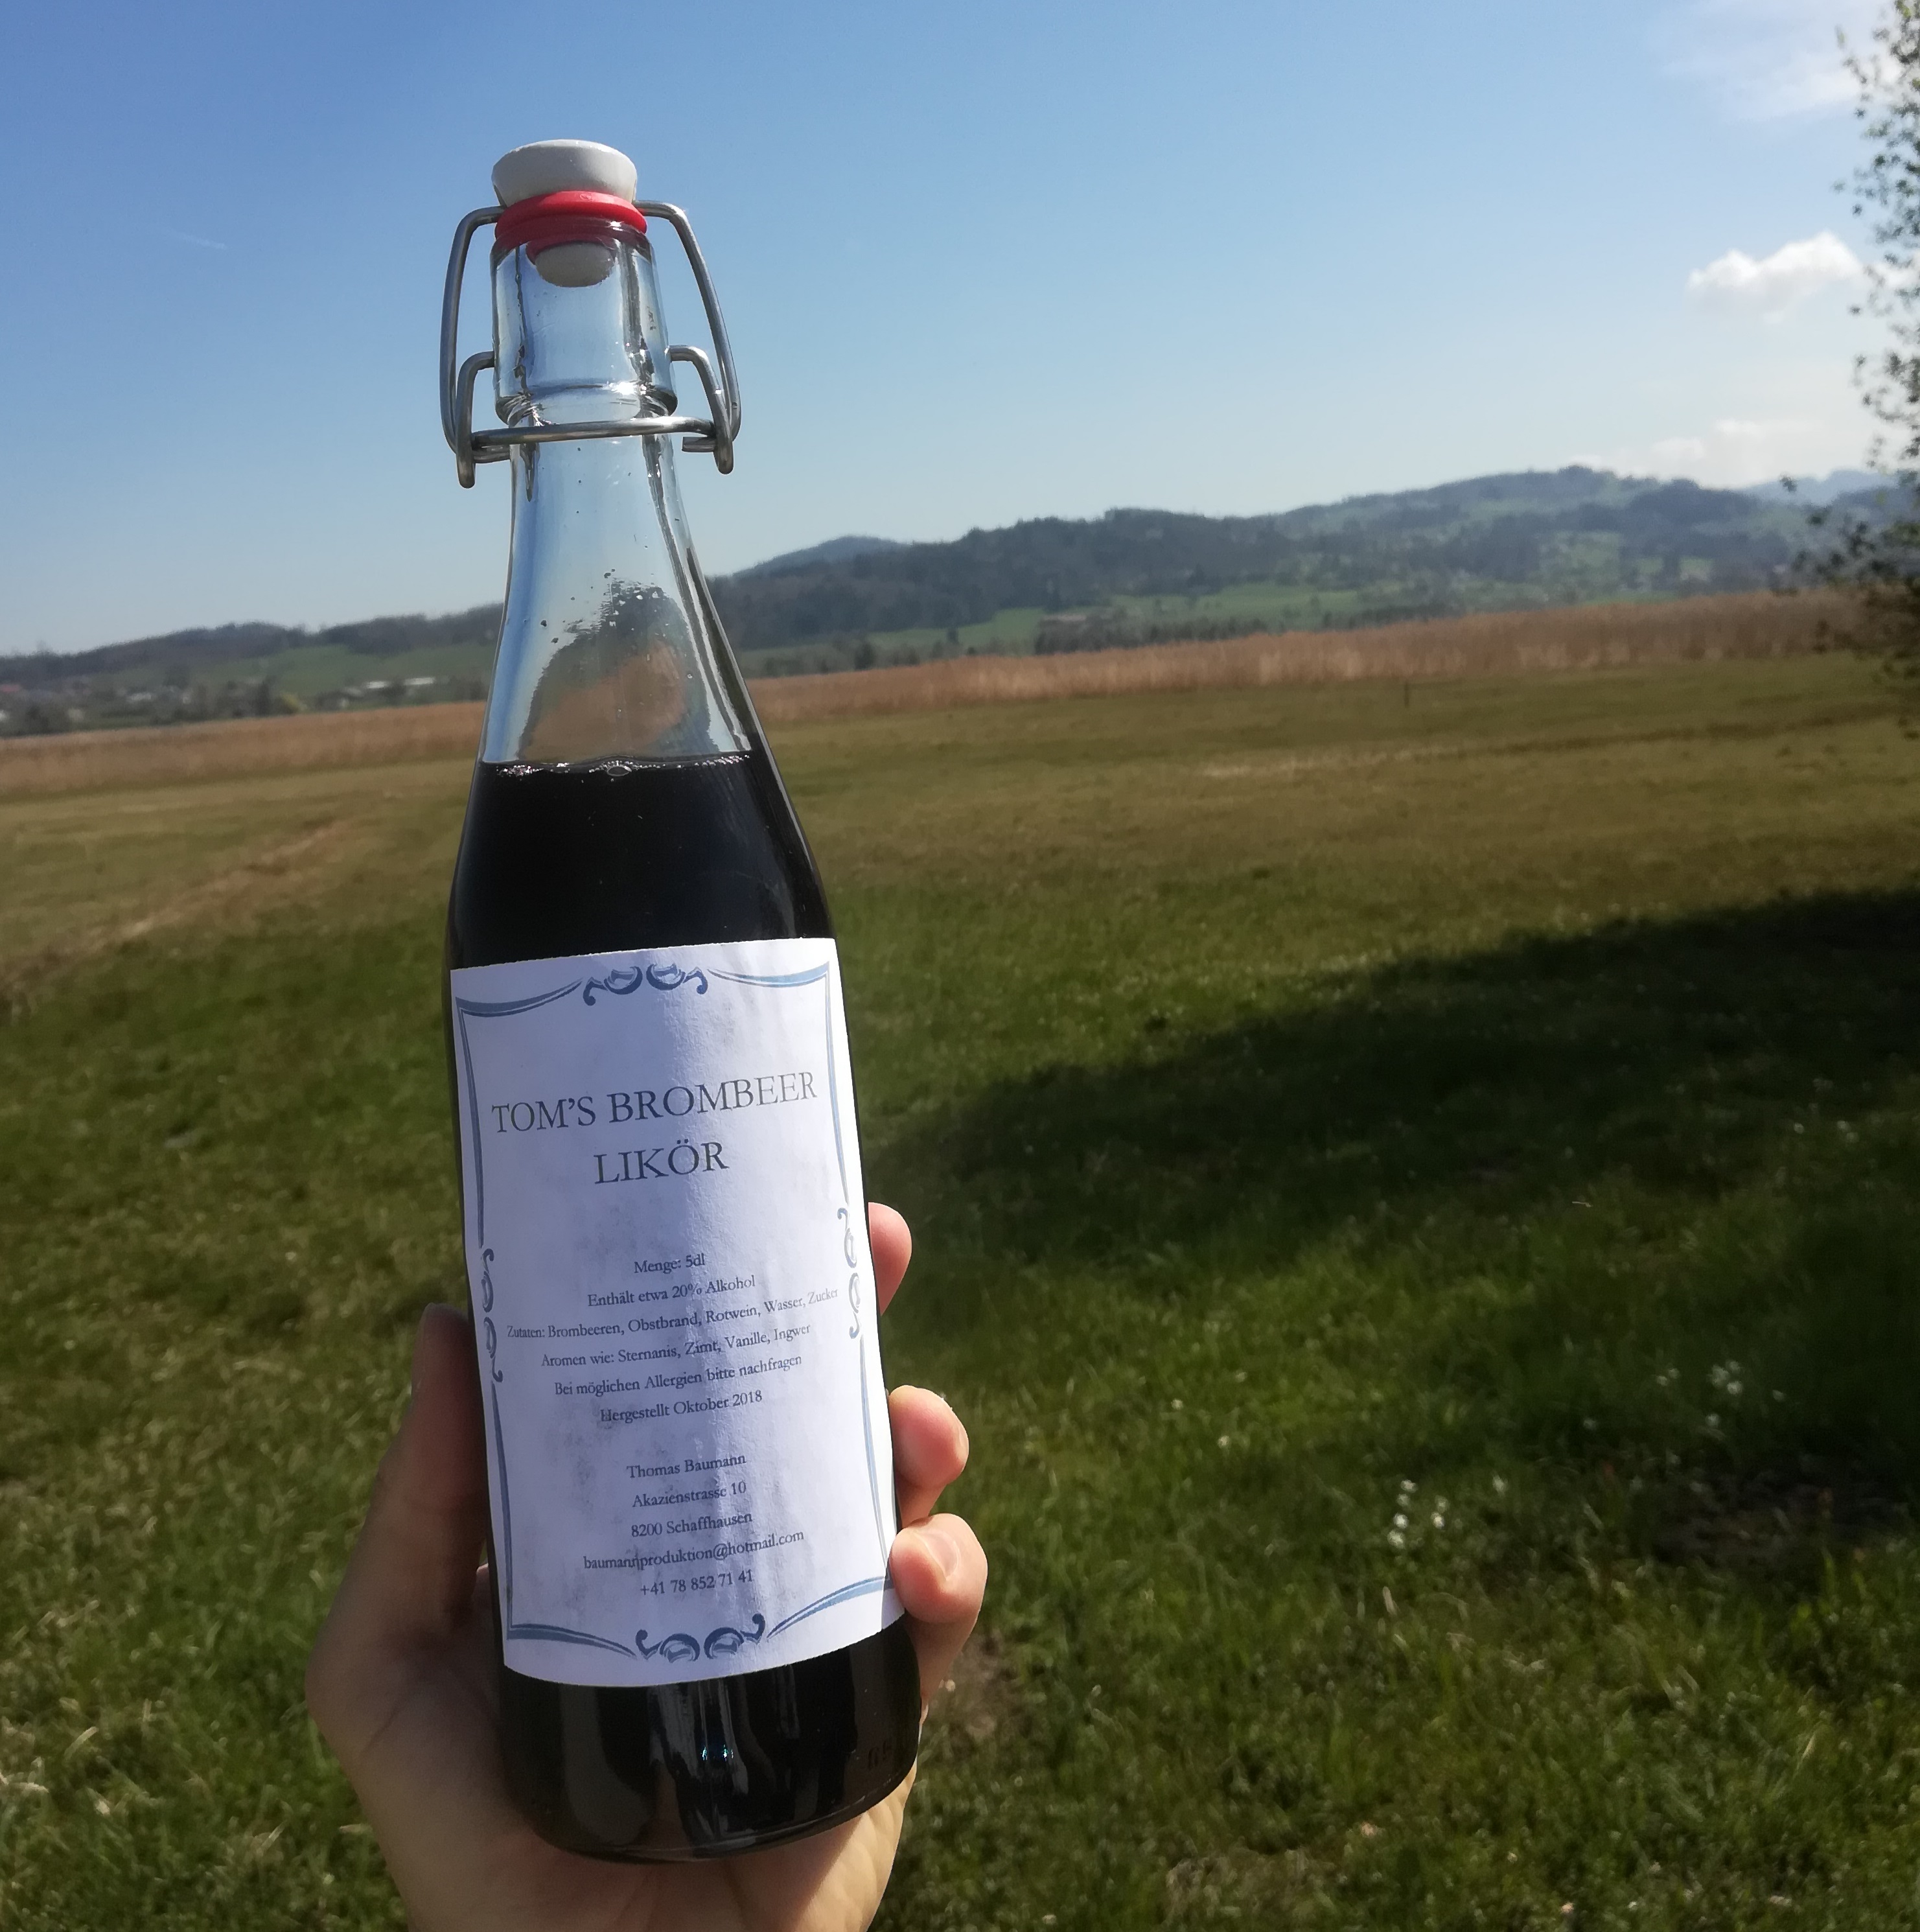 TOM'S BROMBEER
LIKÖR
Menge: 5dl
Enthält etwa 20% Alkohol
Zutaten: Brombeeren, Obstbrand, Rotwein, Wasser, Zucker
Aromen wie: Sternanis, Zimt, Vanille, Ingwer
Bei möglichen Allergien bitte nachfragen
Hergestellt Oktober 2018
Thomas Baumann
Akazienstrasse 10
8200 Schaffhausen
baumannproduktion@hotmail.com
+41 78 852 71 41